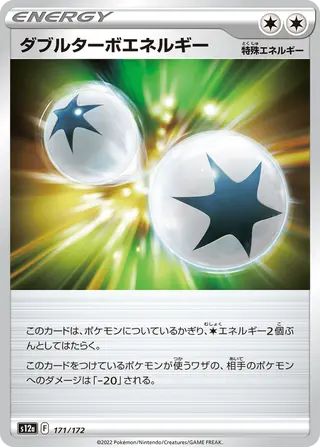 ENERGY
ダブルターボエネルギー
とくしゅ
特殊エネルギー
このカードは、ポケモンについているかぎり、エネルギー2個ぶ
んとしてはたらく。
このカードをつけているポケモンが使うワザの、相手のポケモンへの
ダメージは「-20」される。
s12a F 171/172
©2022 Pokémon/Nintendo/Creatures/GAME FREAK.